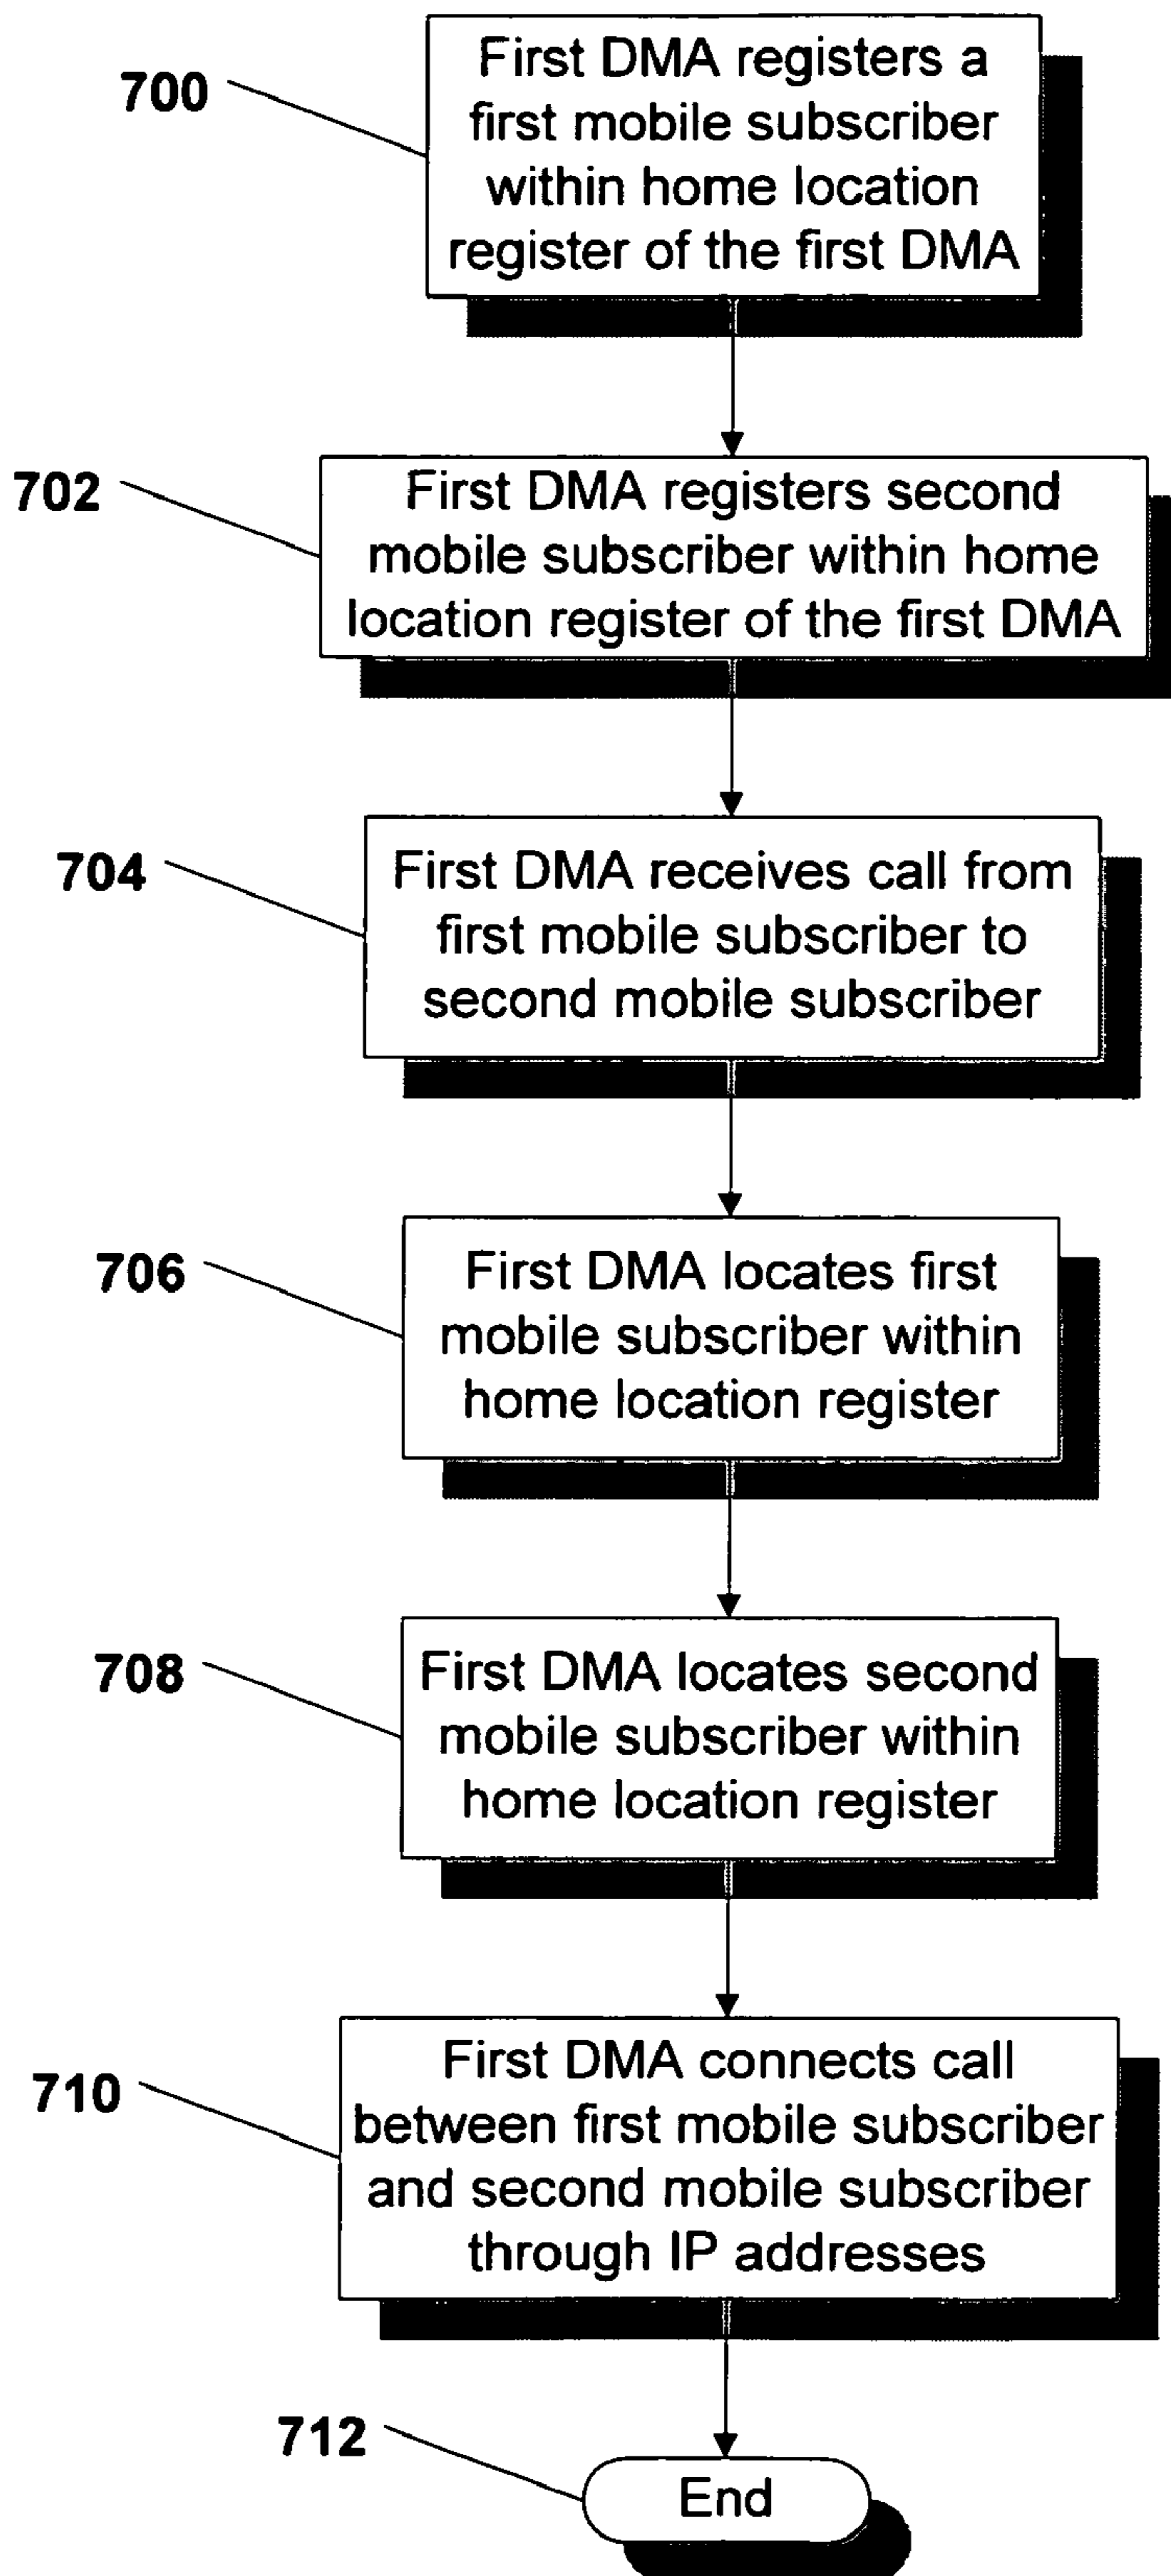 700
First DMA registers a
first mobile subscriber
within home location
register of the first DMA
702
First DMA registers second
mobile subscriber within home
location register of the first DMA
704
First DMA receives call from
first mobile subscriber to
second mobile subscriber
706
First DMA locates first
mobile subscriber within
home location register
708
First DMA locates second
mobile subscriber within
home location register
710
First DMA connects call
between first mobile subscriber
and second mobile subscriber
through IP addresses
712
End